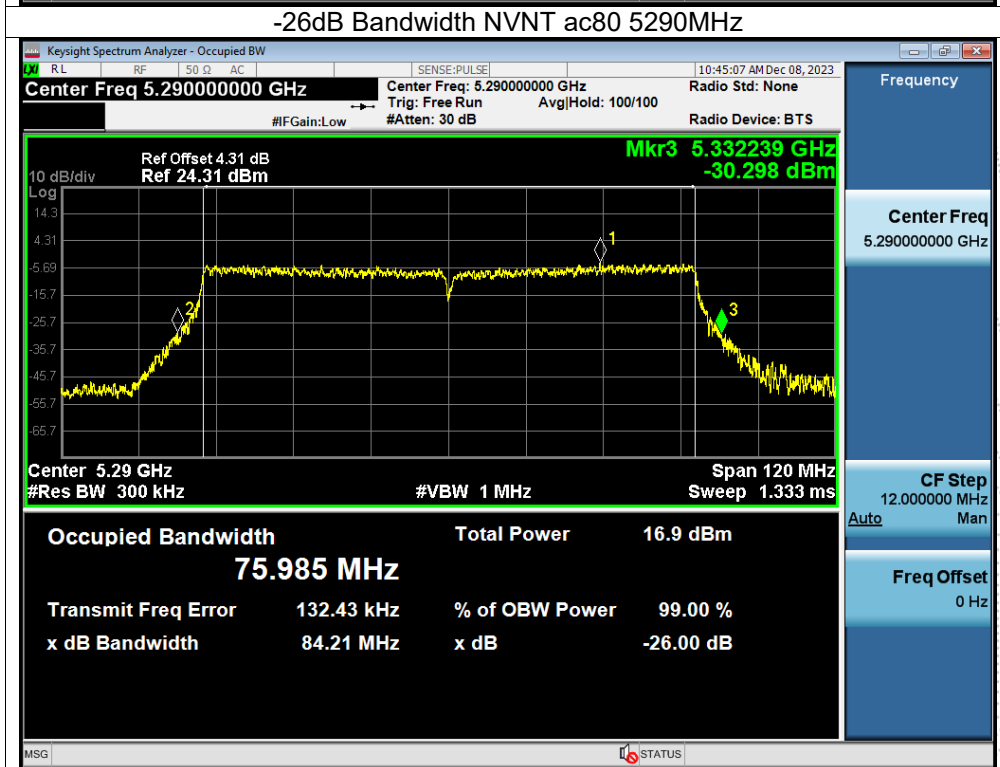 -26dB Bandwidth NVNT ac80 5290MHz
Keysight Spectrum Analyzer - Occupied BW
LXI RL RF 50 Ω AC SENSE:PULSE 10:45:07 AM Dec 08, 2023
Center Freq 5.290000000 GHz
Center Freq: 5.290000000 GHz Radio Std: None
Trig: Free Run Avg|Hold: 100/100
#IFGain:Low #Atten: 30 dB Radio Device: BTS
Frequency
Mkr3 5.332239 GHz
-30.298 dBm
Ref Offset 4.31 dB
10 dB/div Ref 24.31 dBm
Log
14.3
4.31
-5.69
-15.7
-25.7
-35.7
-45.7
-55.7
-65.7
1
2
3
Center 5.29 GHz Span 120 MHz
#Res BW 300 kHz #VBW 1 MHz Sweep 1.333 ms
Occupied Bandwidth Total Power 16.9 dBm
75.985 MHz
Transmit Freq Error 132.43 kHz % of OBW Power 99.00 %
x dB Bandwidth 84.21 MHz x dB -26.00 dB
Center Freq
5.290000000 GHz
CF Step
12.000000 MHz
Auto Man
Freq Offset
0 Hz
MSG STATUS